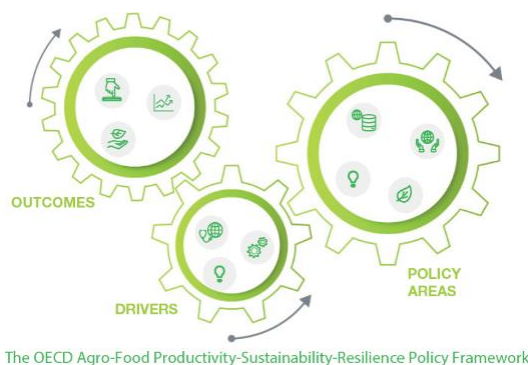 OUTCOMES
DRIVERS
POLICY
AREAS
The OECD Agro-Food Productivity-Sustainability-Resilience Policy Framework